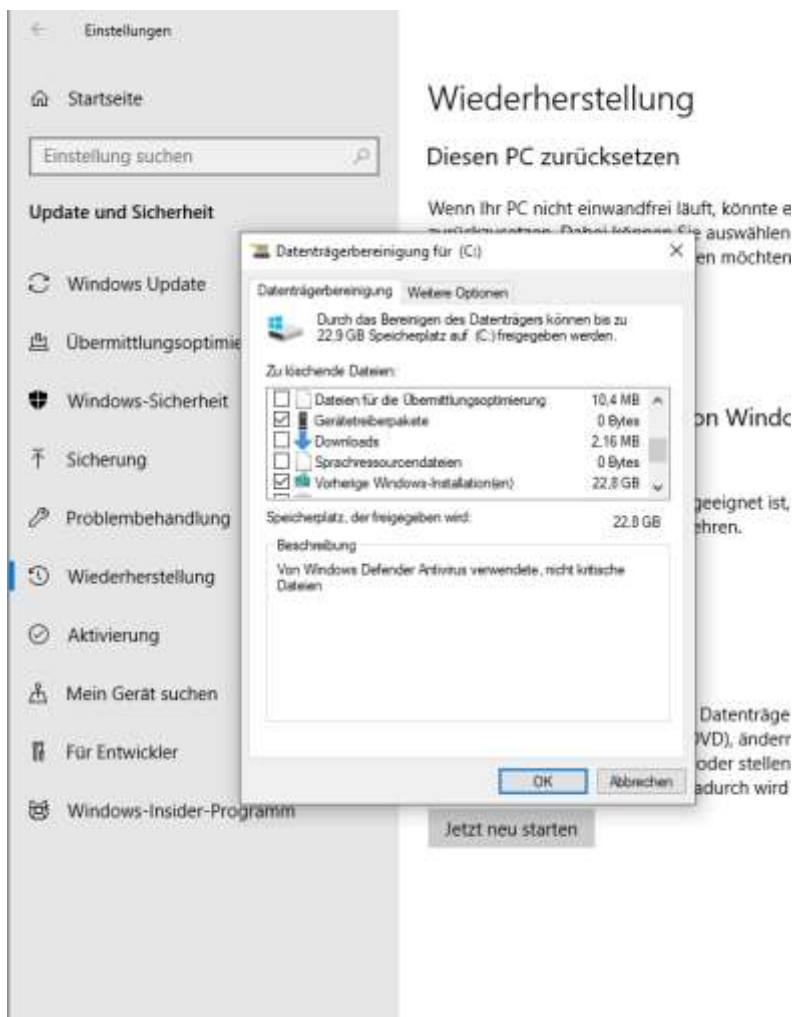 Einstellungen
Startseite
Einstellung suchen
Update und Sicherheit
Windows Update
Übermittlungsoptimie
Windows-Sicherheit
Sicherung
Problembehandlung
Wiederherstellung
Aktivierung
Mein Gerät suchen
Für Entwickler
Windows-Insider-Programm
Wiederherstellung
Diesen PC zurücksetzen
Wenn Ihr PC nicht einwandfrei läuft, könnte e
zurückzusetzen. Dabei können Sie auswählen
en möchten
on Windo
geeignet ist,
ehren.
Datenträge
VD), ändern
oder stellen
adurch wird
Jetzt neu starten
Datenträgerbereinigung für (C:)
Datenträgerbereinigung Weitere Optionen
Durch das Bereinigen des Datenträgers können bis zu
22,9 GB Speicherplatz auf (C:) freigegeben werden.
Zu löschende Dateien:
Dateien für die Übermittlungsoptimierung 10,4 MB
Gerätetreiberpakete 0 Bytes
Downloads 2,16 MB
Sprachressourcendateien 0 Bytes
Vorherige Windows-Installation(en) 22,8 GB
Speicherplatz, der freigegeben wird: 22,8 GB
Beschreibung
Von Windows Defender Antivirus verwendete, nicht kritische
Dateien
OK Abbrechen